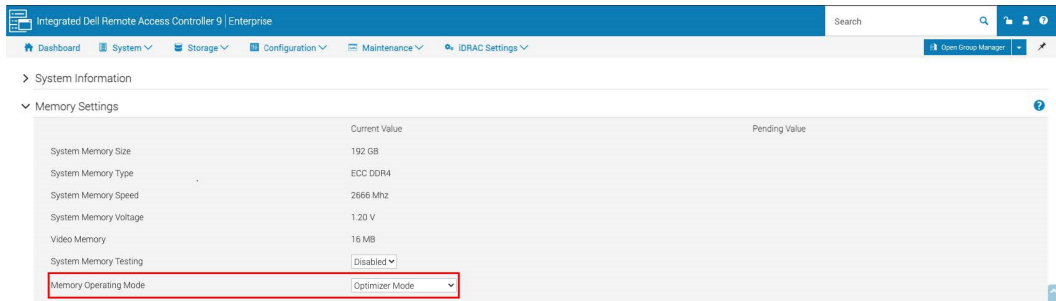 Integrated Dell Remote Access Controller 9 | Enterprise Search
Dashboard System Storage Configuration Maintenance iDRAC Settings Open Group Manager
System Information
Memory Settings
Current Value Pending Value
System Memory Size 192 GB
System Memory Type ECC DDR4
System Memory Speed 2666 Mhz
System Memory Voltage 1.20 V
Video Memory 16 MB
System Memory Testing Disabled
Memory Operating Mode Optimizer Mode